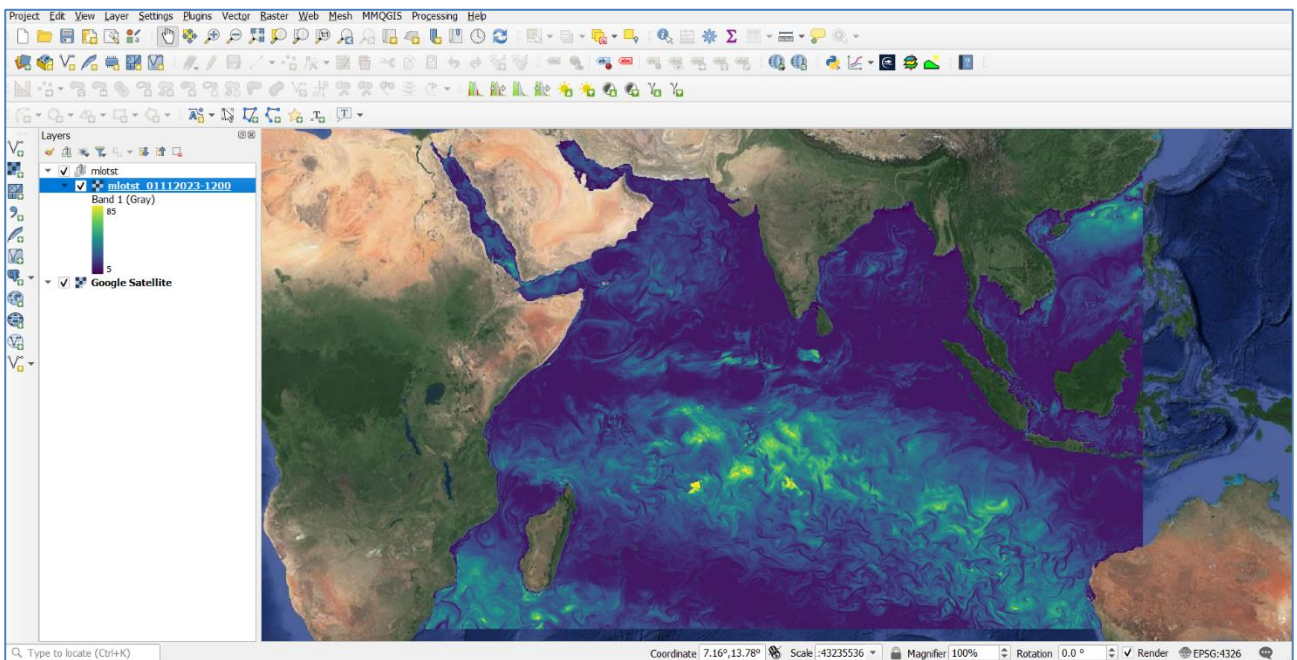 Project Edit View Layer Settings Plugins Vector Raster Web Mesh MMQGIS Processing Help
Layers
mlotst
mlotst_01112023-1200
Band 1 (Gray)
85
5
Google Satellite
Type to locate (Ctrl+K)
Coordinate 7.16°,13.78° Scale :43235536 Magnifier 100% Rotation 0.0 ° Render EPSG:4326